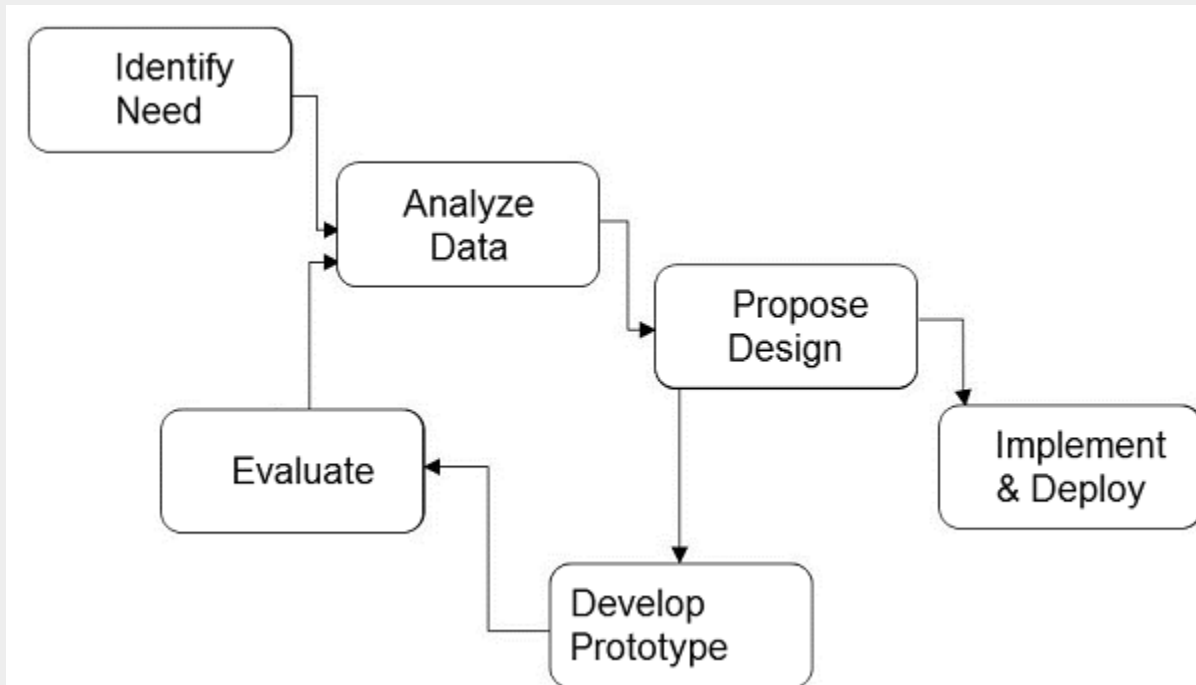 Identify
Need
Analyze
Data
Propose
Design
Implement
& Deploy
Evaluate
Develop
Prototype